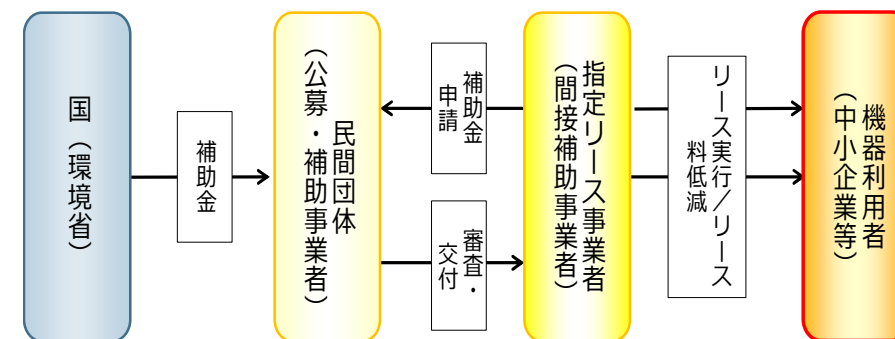 国（環境省）
補助金
民間団体
（公募・補助事業者）
補助金
申請
審査・
交付
指定リース事業者
（間接補助事業者）
リース実行／リース
料低減
機器利用者
（中小企業等）